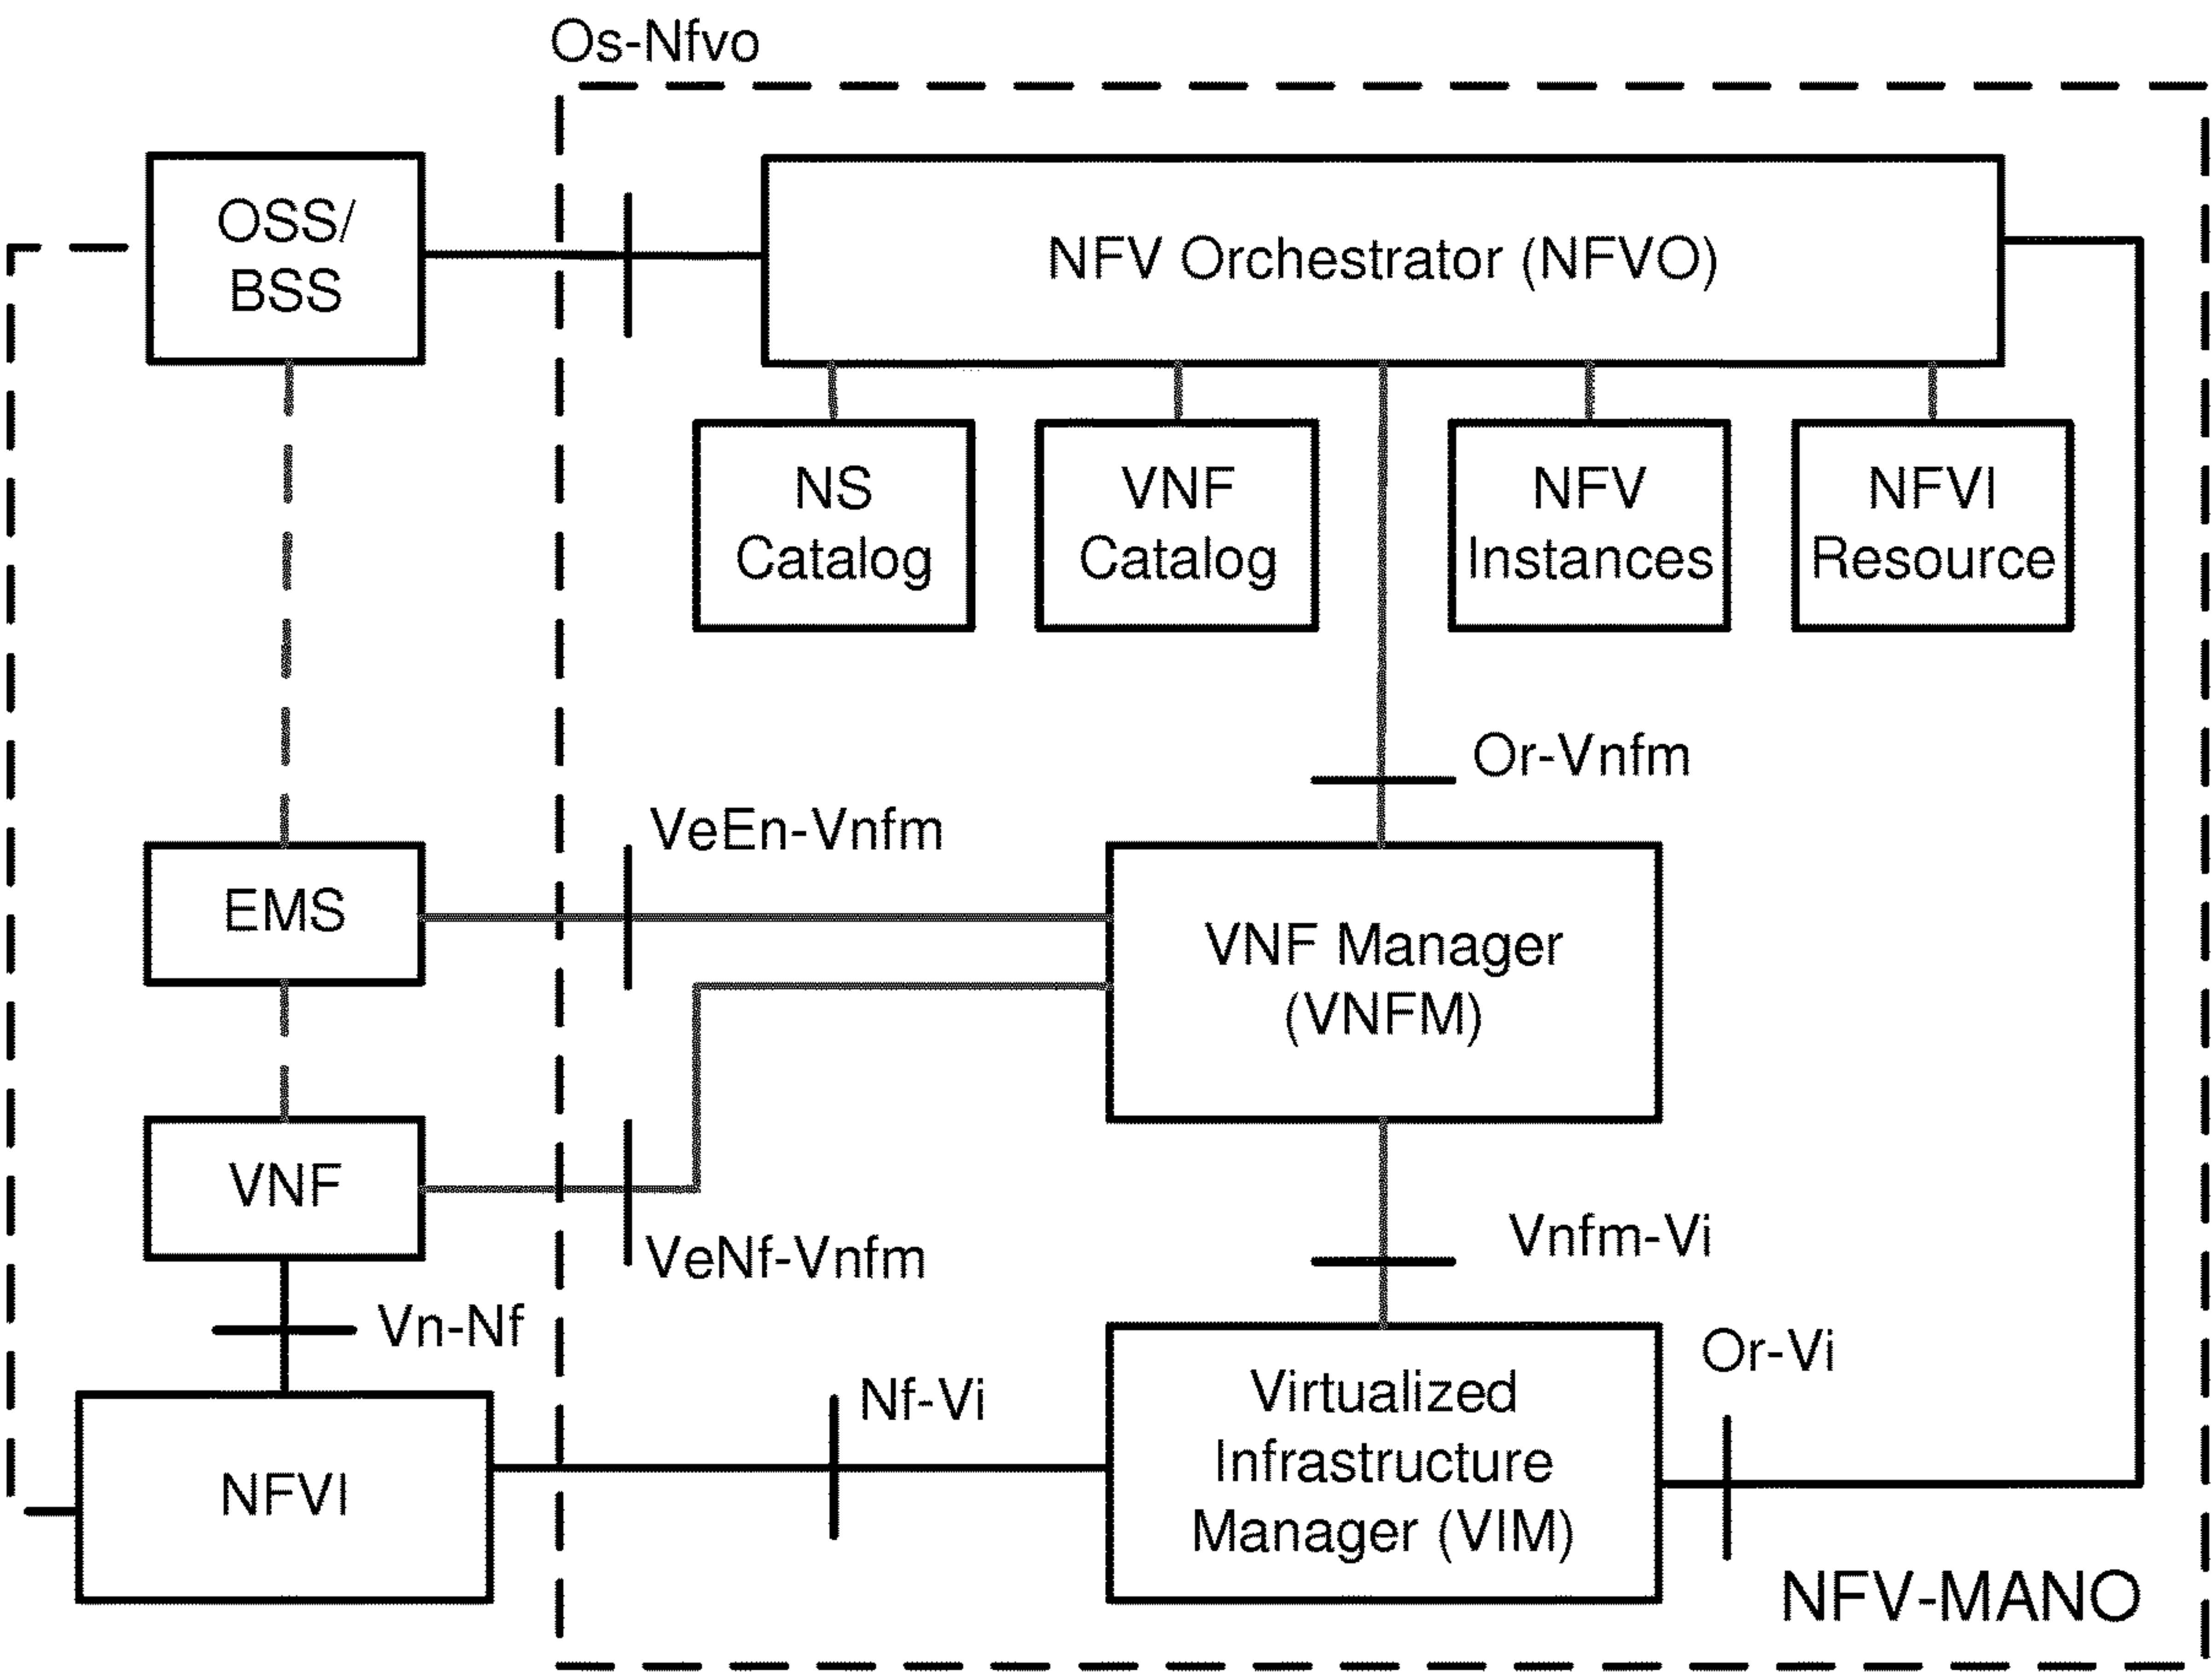 Os-Nfvo
OSS/
BSS
NFV Orchestrator (NFVO)
NS
Catalog
VNF
Catalog
NFV
Instances
NFVI
Resource
Or-Vnfm
VeEn-Vnfm
EMS
VNF Manager
(VNFM)
VNF
VeNf-Vnfm
Vnfm-Vi
Vn-Nf
Or-Vi
Nf-Vi
NFVI
Virtualized
Infrastructure
Manager (VIM)
NFV-MANO